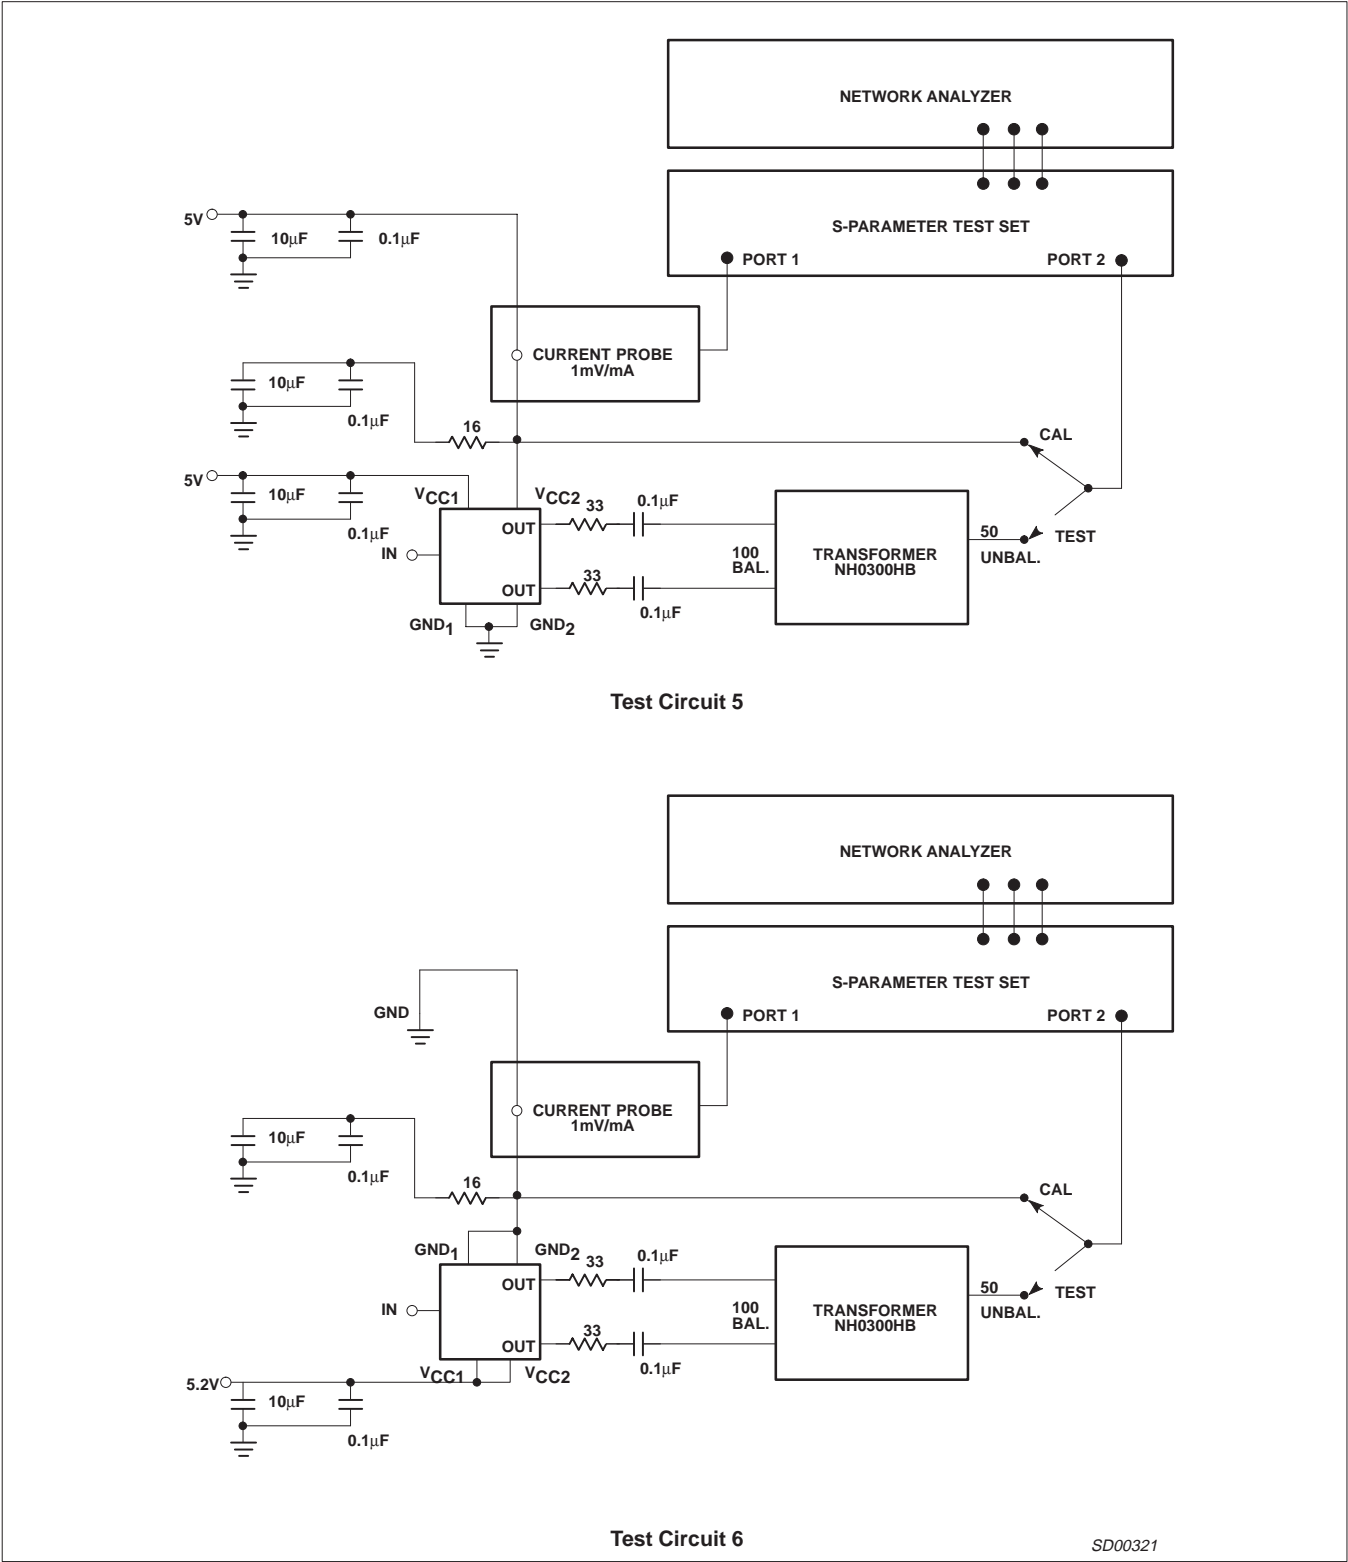 NETWORK ANALYZER
S-PARAMETER TEST SET
PORT 1
PORT 2
5V
10μF
0.1μF
CURRENT PROBE
1mV/mA
10μF
0.1μF
16
CAL
5V
10μF
0.1μF
VCC1
VCC2
33
0.1μF
OUT
IN
100
BAL.
TRANSFORMER
NH0300HB
50
UNBAL.
TEST
OUT
33
0.1μF
GND1
GND2
Test Circuit 5
NETWORK ANALYZER
S-PARAMETER TEST SET
PORT 1
PORT 2
GND
CURRENT PROBE
1mV/mA
10μF
0.1μF
16
CAL
GND1
GND2
33
0.1μF
OUT
IN
100
BAL.
TRANSFORMER
NH0300HB
50
UNBAL.
TEST
OUT
33
0.1μF
5.2V
VCC1
VCC2
10μF
0.1μF
Test Circuit 6
SD00321